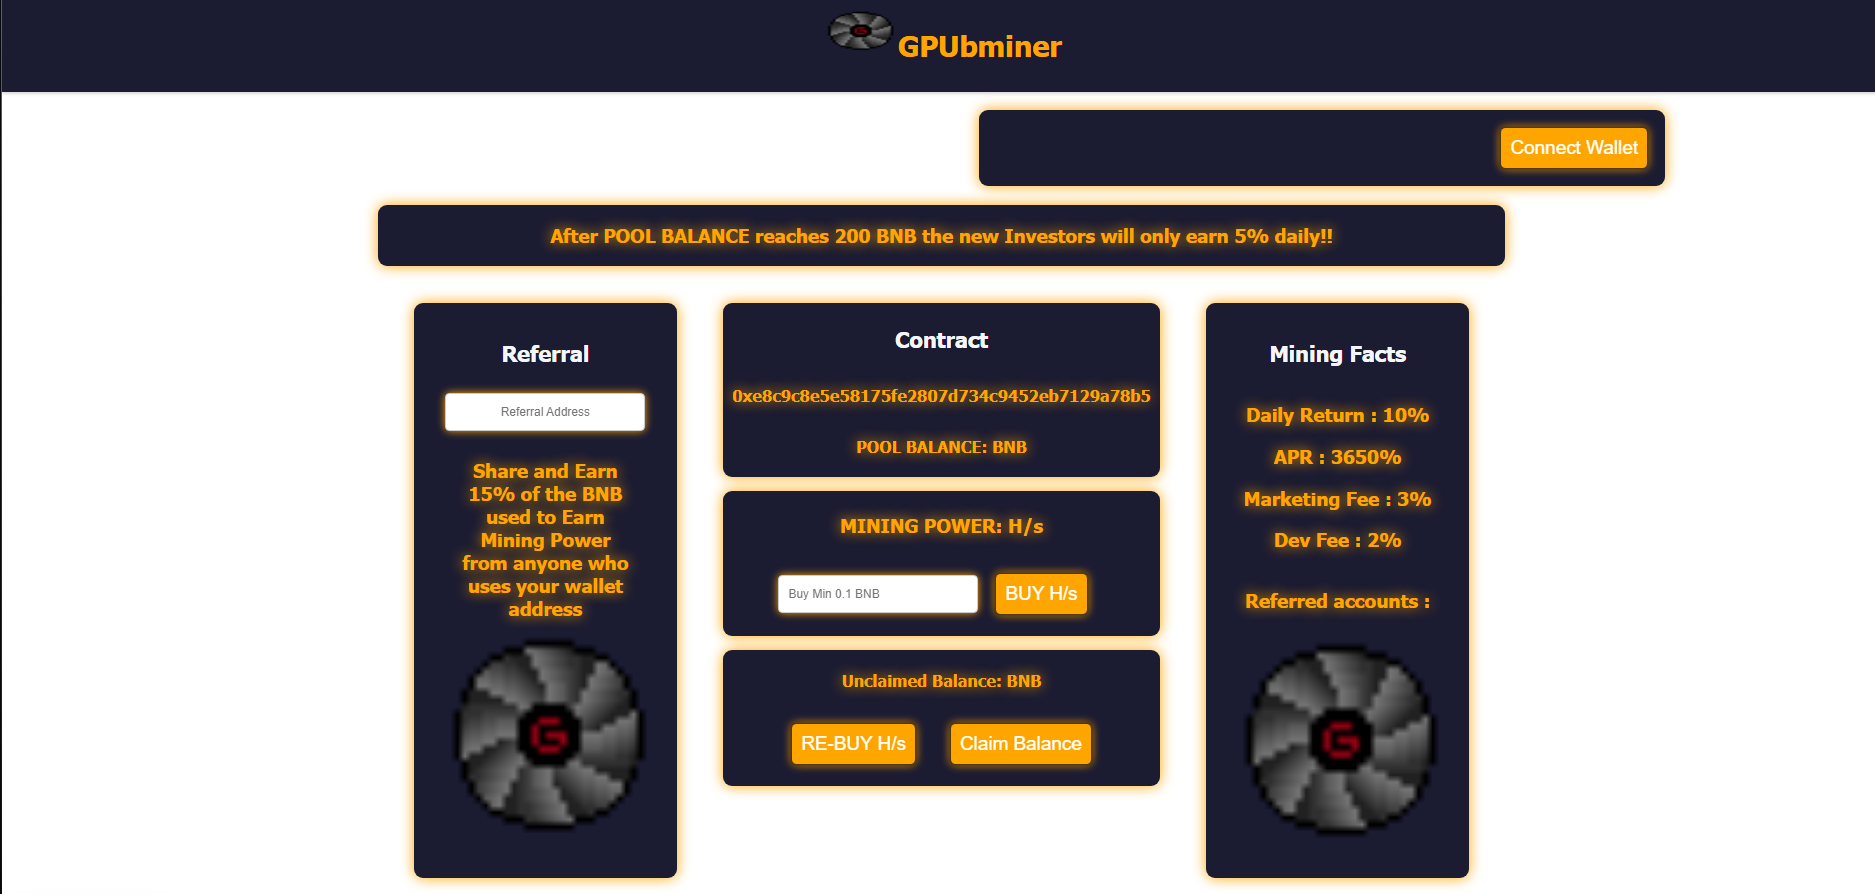 GPUbminer
Connect Wallet
After POOL BALANCE reaches 200 BNB the new Investors will only earn 5% daily!!
Referral
Referral Address
Share and Earn
15% of the BNB
used to Earn
Mining Power
from anyone who
uses your wallet
address
G
Contract
0xe8c9c8e5e58175fe2807d734c9452eb7129a78b5
POOL BALANCE: BNB
MINING POWER: H/s
Buy Min 0.1 BNB
BUY H/s
Unclaimed Balance: BNB
RE-BUY H/s
Claim Balance
Mining Facts
Daily Return : 10%
APR : 3650%
Marketing Fee : 3%
Dev Fee : 2%
Referred accounts :
G